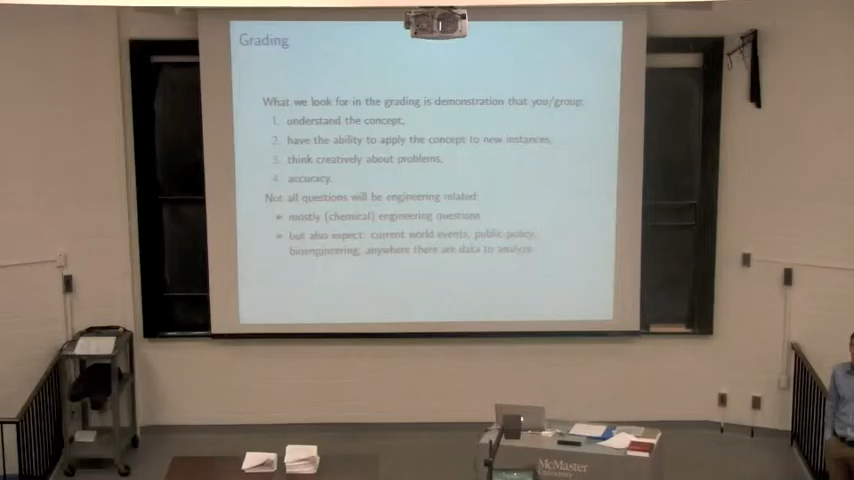 Grading
What we look for in the grading is demonstration that you/group:
1. understand the concept,
2. have the ability to apply the concept to new instances,
3. think creatively about problems,
4. accuracy.
Not all questions will be engineering related:
► mostly (chemical) engineering questions
► but also expect: current world events, public-policy,
bioengineering, anywhere there are data to analyze
McMaster
University